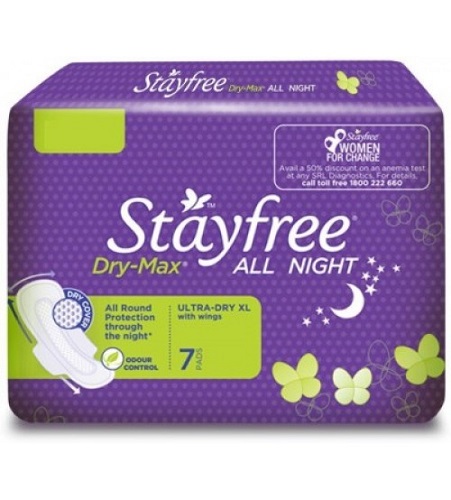 Stayfree Dry-Max® ALL NIGHT
Stayfree
WOMEN
FOR CHANGE
Avail a 50% discount on an anemia test
at any SRL Diagnostics. For details,
call toll free 1800 222 660
Stayfree®
TM
Dry-Max® ALL NIGHT
DRY COVER
All Round
Protection
through
the night*
ODOUR
CONTROL
ULTRA-DRY XL
with wings
7 PADS